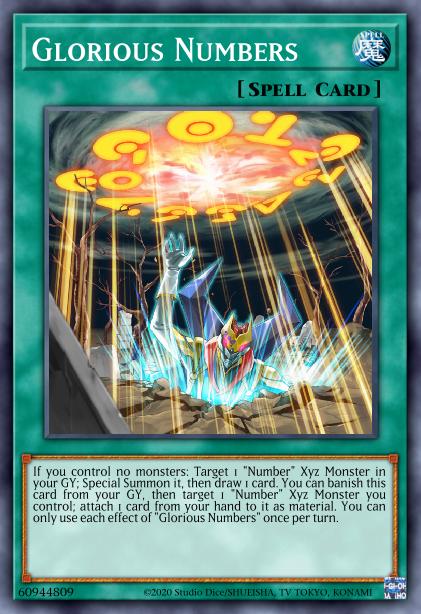 GLORIOUS NUMBERS
SPELL
魔
[SPELL CARD]
If you control no monsters: Target 1 "Number" Xyz Monster in
your GY; Special Summon it, then draw 1 card. You can banish this
card from your GY, then target 1 "Number" Xyz Monster you
control; attach 1 card from your hand to it as material. You can
only use each effect of "Glorious Numbers" once per turn.
60944809
©2020 Studio Dice/SHUEISHA, TV TOKYO, KONAMI